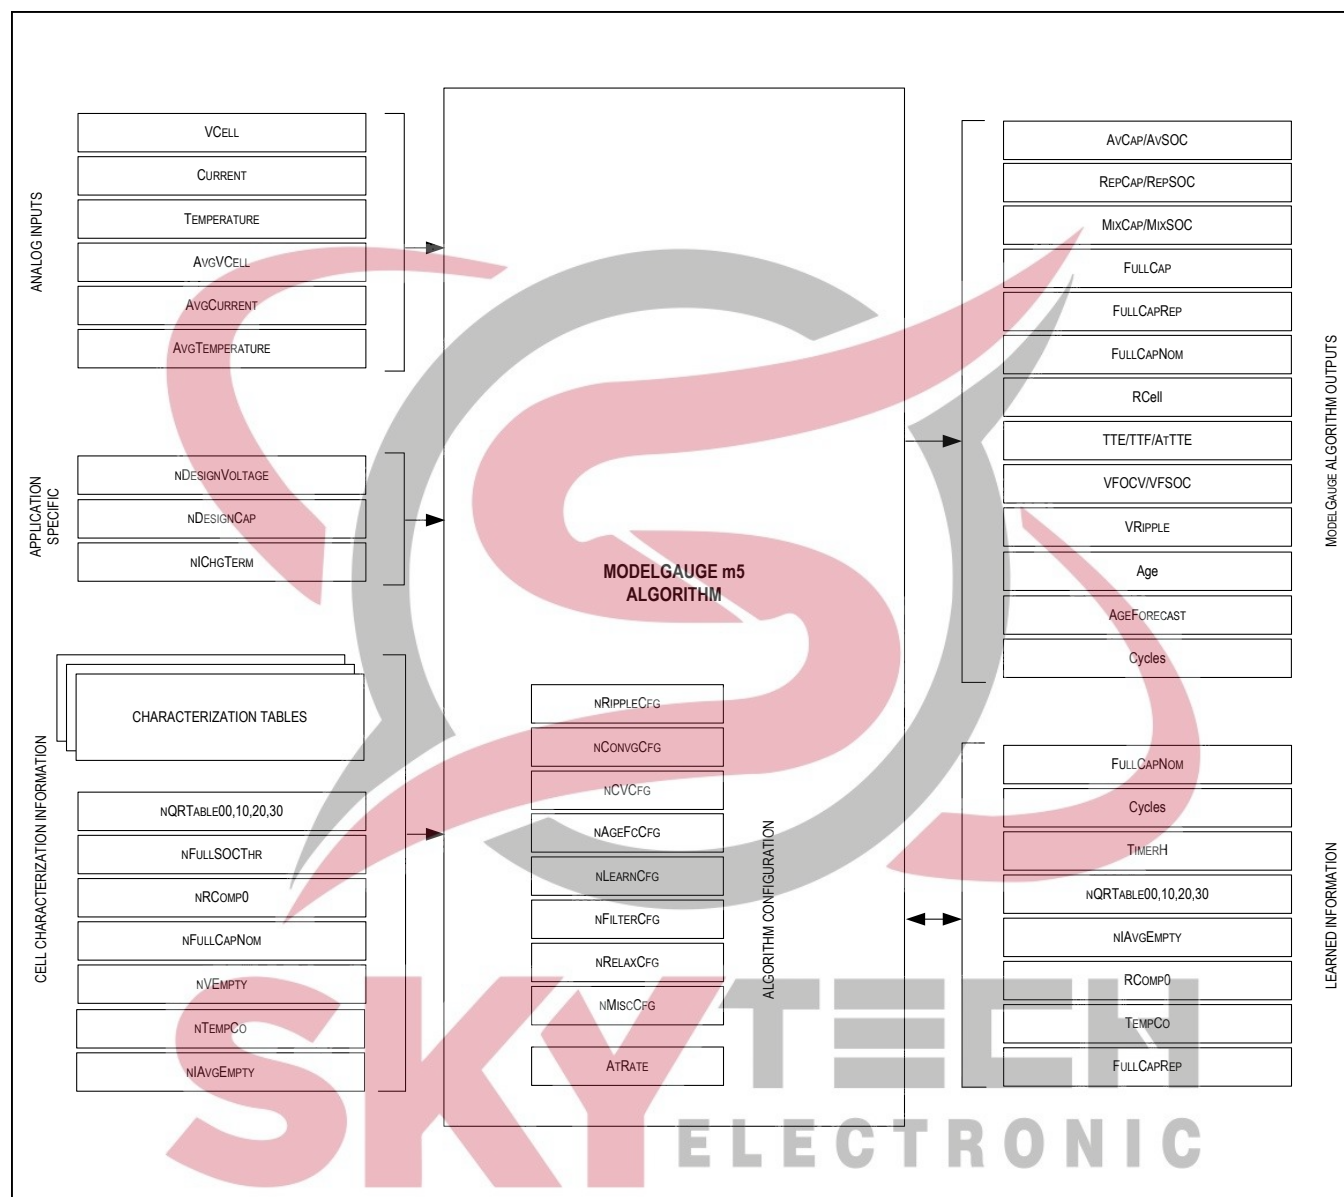 ANALOG INPUTS
VCELL
CURRENT
TEMPERATURE
AVGVCELL
AVGCURRENT
AVGTEMPERATURE
APPLICATION
SPECIFIC
NDESIGNVOLTAGE
NDESIGNCAP
NICHGTERM
CELL CHARACTERIZATION INFORMATION
CHARACTERIZATION TABLES
NQRTABLE00,10,20,30
NFULLSOCTHR
NRCOMP0
NFULLCAPNOM
NVEMPTY
NTEMPCO
NIAVGEMPTY
MODELGAUGE m5
ALGORITHM
NRIPPLECFG
NCONVGCFG
NCVCFG
NAGEFCCFG
NLEARNCFG
NFILTERCFG
NRELAXCFG
NMISCCFG
ATRATE
ALGORITHM CONFIGURATION
AVCAP/AVSOC
REPCAP/REPSOC
MIXCAP/MIXSOC
FULLCAP
FULLCAPREP
FULLCAPNOM
RCell
TTE/TTF/ATTTE
VFOCV/VFSOC
VRIPPLE
Age
AGEFORECAST
Cycles
MODELGAUGE ALGORITHM OUTPUTS
FULLCAPNOM
Cycles
TIMERH
NQRTABLE00,10,20,30
NIAVGEMPTY
RCOMP0
TEMPCO
FULLCAPREP
LEARNED INFORMATION
SKYTECH
ELECTRONIC